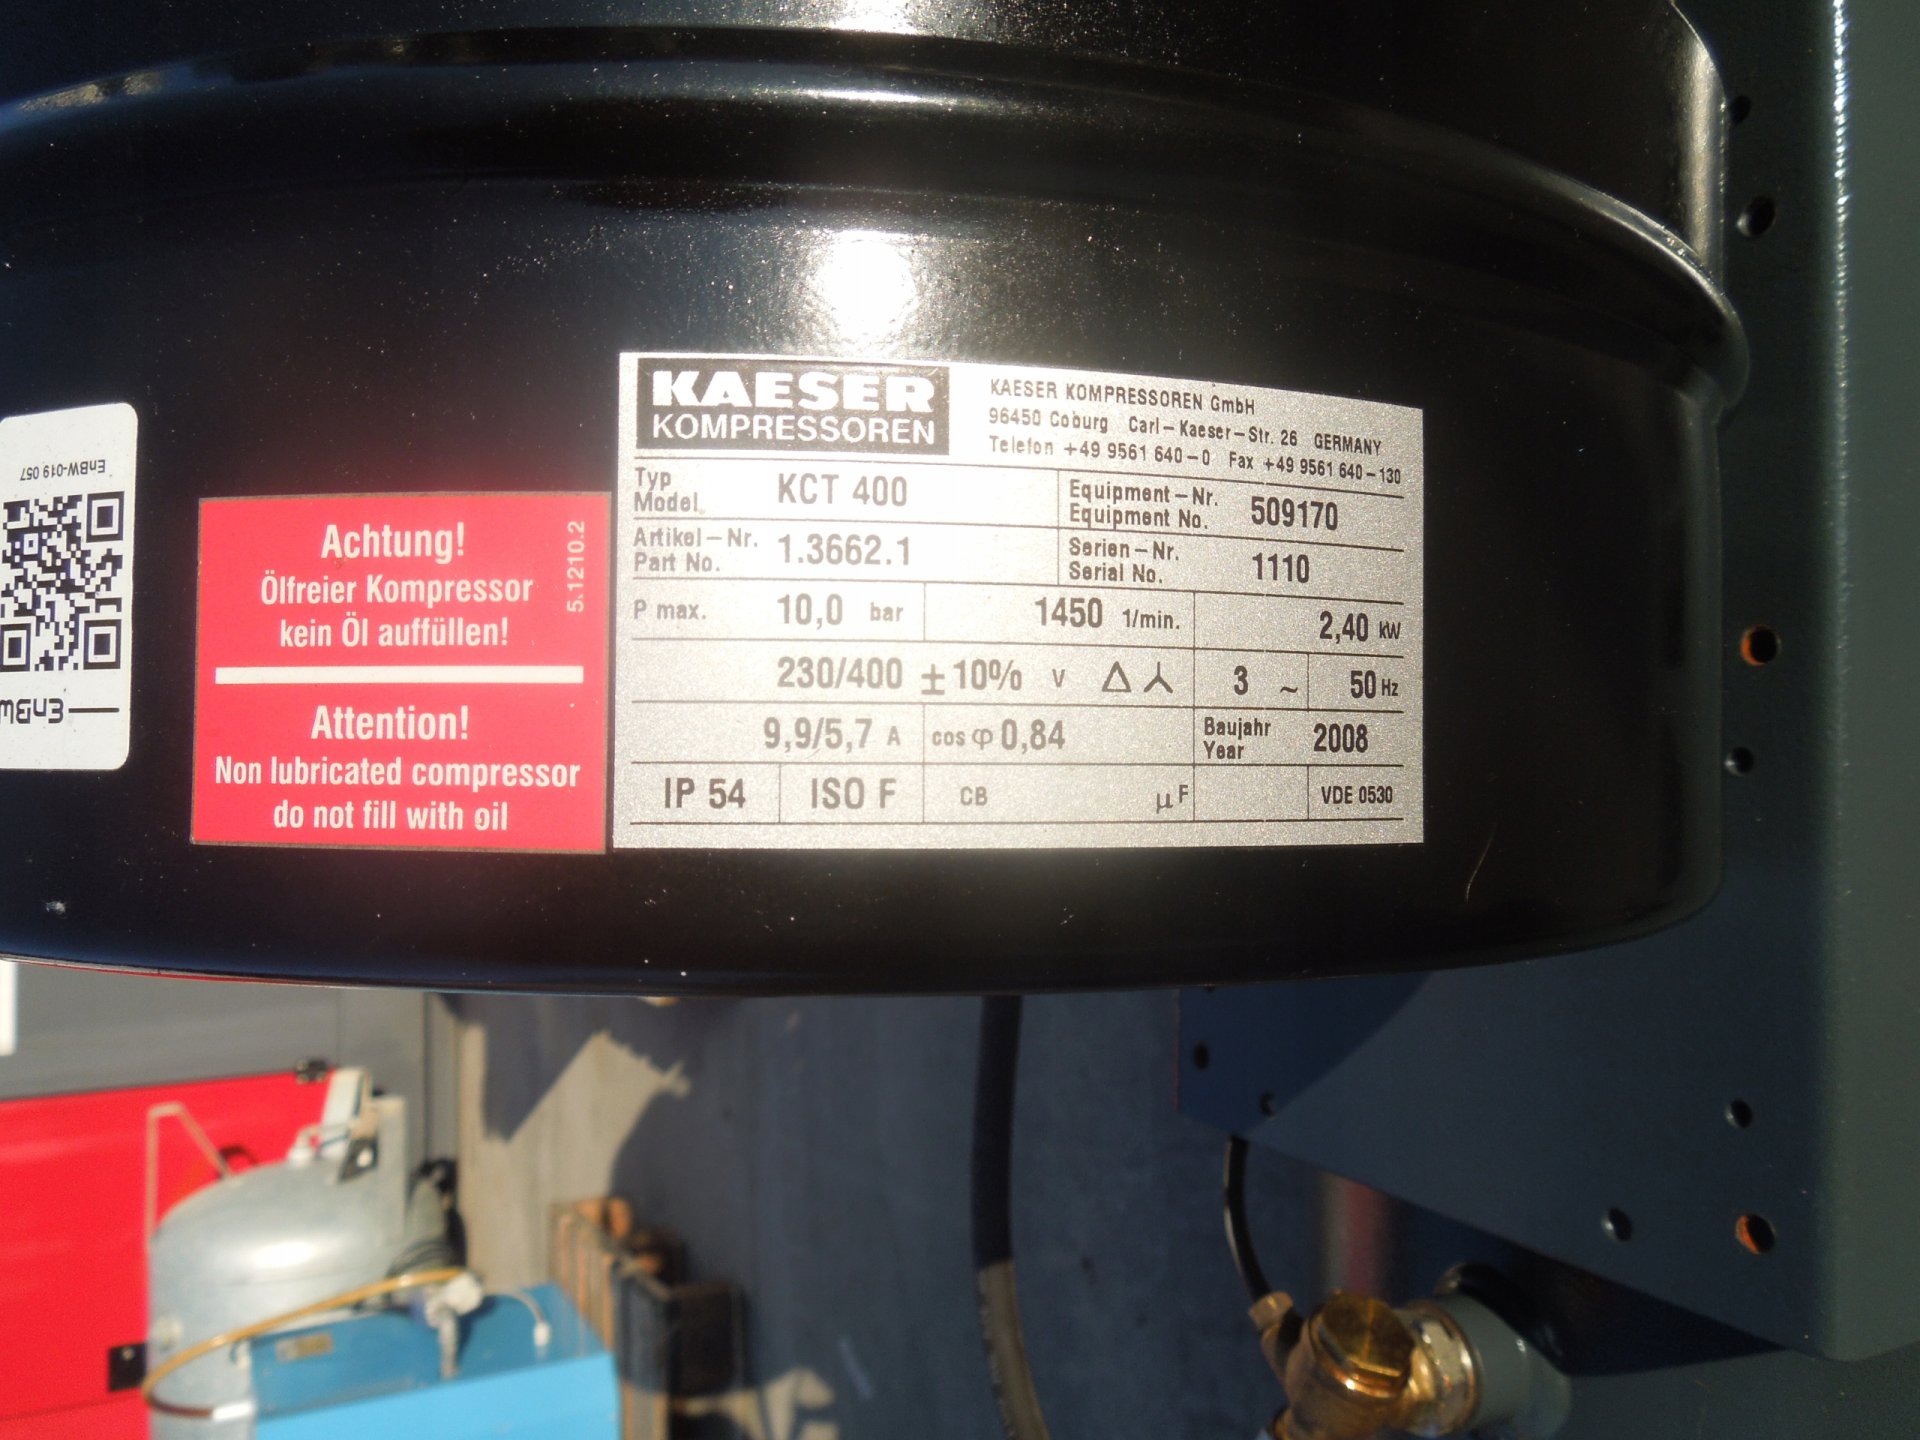 EnBW-019 057
EnBW
Achtung!
Ölfreier Kompressor
kein Öl auffüllen!
5.1210.2
Attention!
Non lubricated compressor
do not fill with oil
KAESER
KOMPRESSOREN
KAESER KOMPRESSOREN GmbH
96450 Coburg Carl-Kaeser-Str. 26 GERMANY
Telefon +49 9561 640-0 Fax +49 9561 640-130
Typ
Model
KCT 400
Equipment-Nr.
Equipment No.
509170
Artikel-Nr.
Part No.
1.3662.1
Serien-Nr.
Serial No.
1110
P max. 10,0 bar 1450 1/min. 2,40 kW
230/400 ±10% V △ 人 3 ~ 50 Hz
9,9/5,7 A cos φ 0,84
Baujahr
Year
2008
IP 54 ISO F CB µF VDE 0530